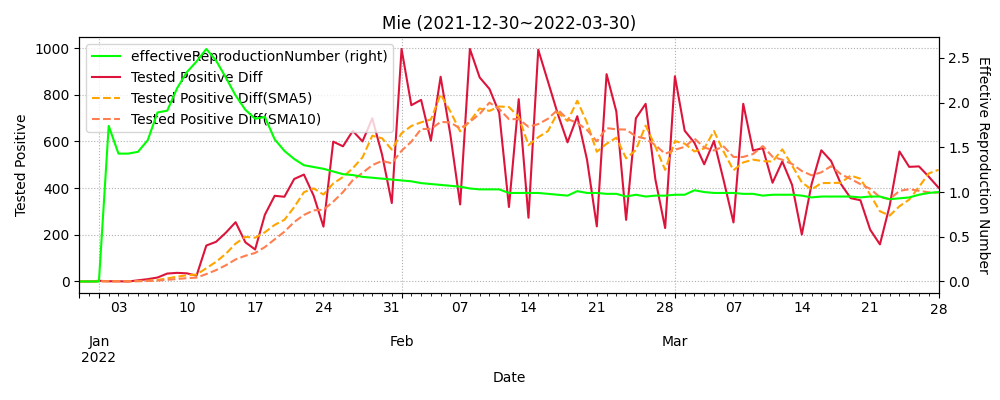 Mie (2021-12-30~2022-03-30)
effectiveReproductionNumber (right)
Tested Positive Diff
Tested Positive Diff(SMA5)
Tested Positive Diff(SMA10)
Tested Positive
1000
800
600
400
200
0
Effective Reproduction Number
2.5
2.0
1.5
1.0
0.5
0.0
03 10 17 24 31 07 14 21 28 07 14 21 28
Jan Feb Mar
2022
Date